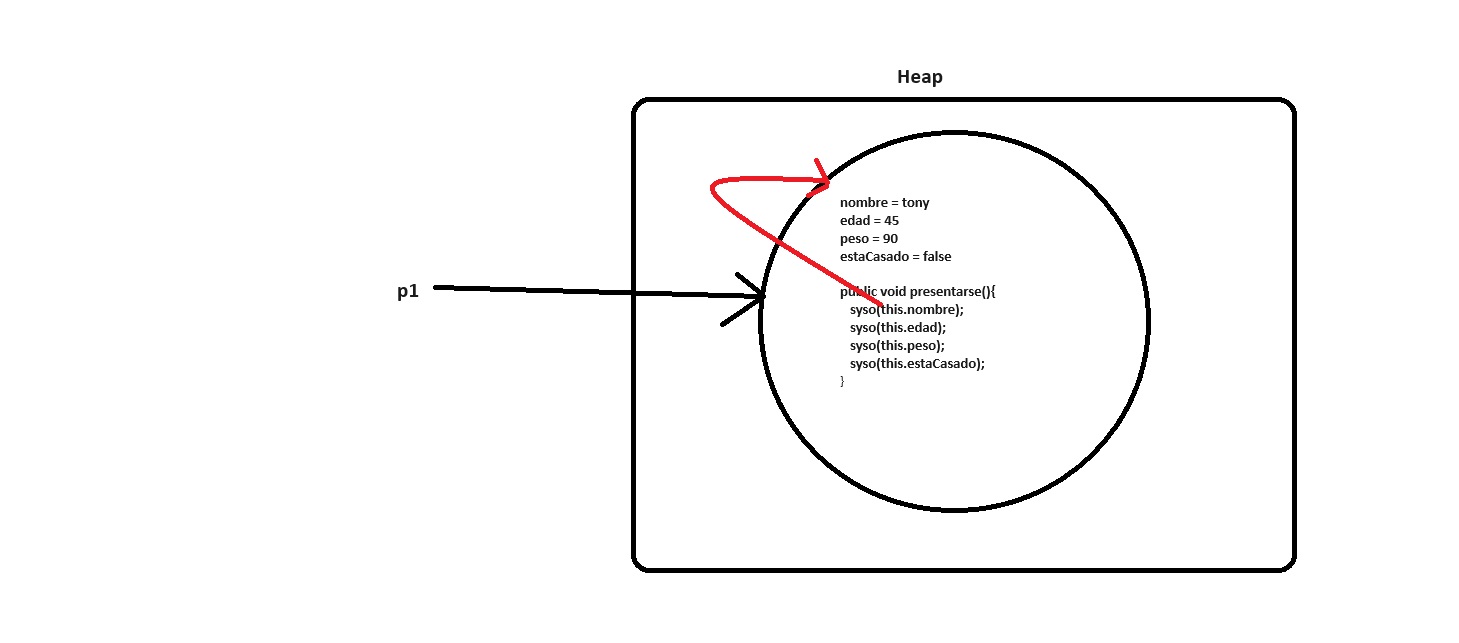 Heap
nombre = tony
edad = 45
peso = 90
estaCasado = false
p1
public void presentarse(){
syso(this.nombre);
syso(this.edad);
syso(this.peso);
syso(this.estaCasado);
}